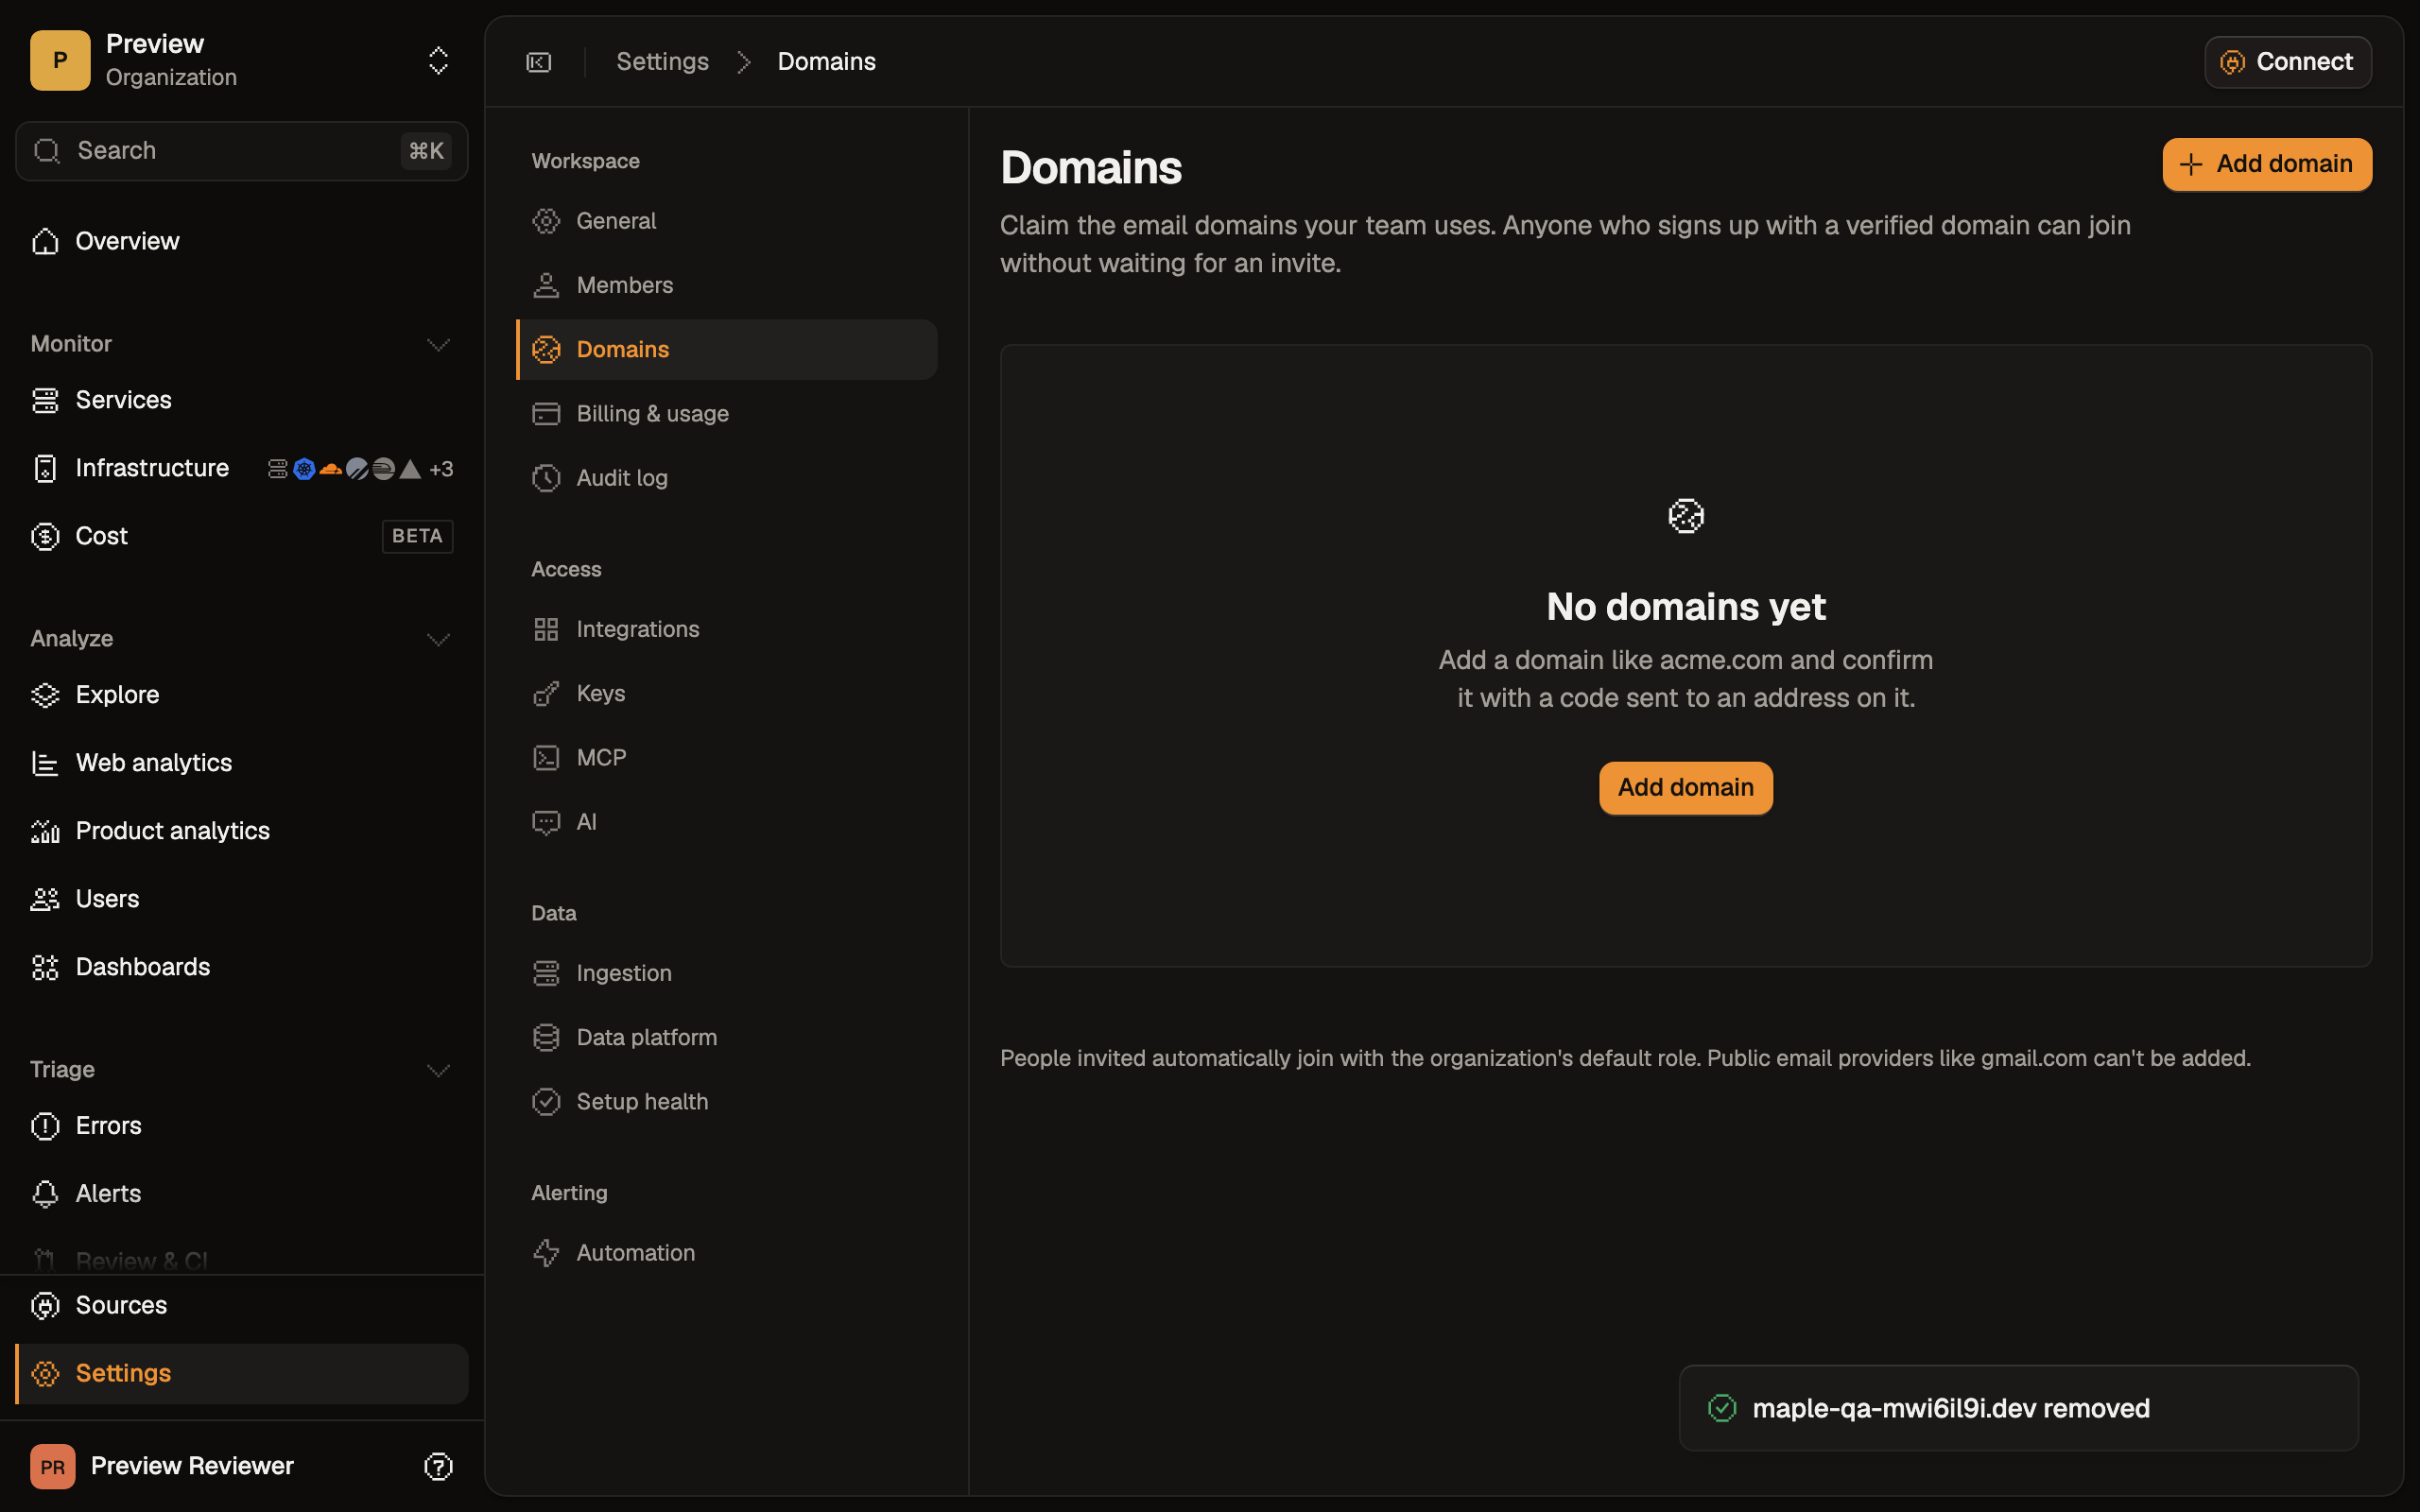 P
Preview
Organization
Search
⌘K
Overview
Monitor
Services
Infrastructure
+3
Cost
BETA
Analyze
Explore
Web analytics
Product analytics
Users
Dashboards
Triage
Errors
Alerts
Review & CI
Sources
Settings
PR
Preview Reviewer
Settings
Domains
Connect
Workspace
General
Members
Domains
Billing & usage
Audit log
Access
Integrations
Keys
MCP
AI
Data
Ingestion
Data platform
Setup health
Alerting
Automation
Domains
Add domain
Claim the email domains your team uses. Anyone who signs up with a verified domain can join
without waiting for an invite.
No domains yet
Add a domain like acme.com and confirm
it with a code sent to an address on it.
Add domain
People invited automatically join with the organization's default role. Public email providers like gmail.com can't be added.
maple-qa-mwi6il9i.dev removed